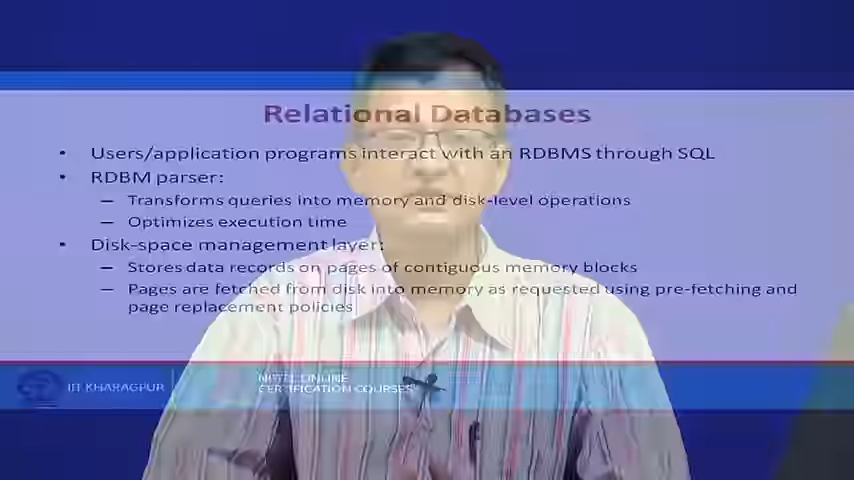 Relational Databases
• Users/application programs interact with an RDBMS through SQL
• RDBM parser:
– Transforms queries into memory and disk-level operations
– Optimizes execution time
• Disk-space management layer:
– Stores data records on pages of contiguous memory blocks
– Pages are fetched from disk into memory as requested using pre-fetching and
page replacement policies
IIT KHARAGPUR
NPTEL ONLINE
CERTIFICATION COURSES